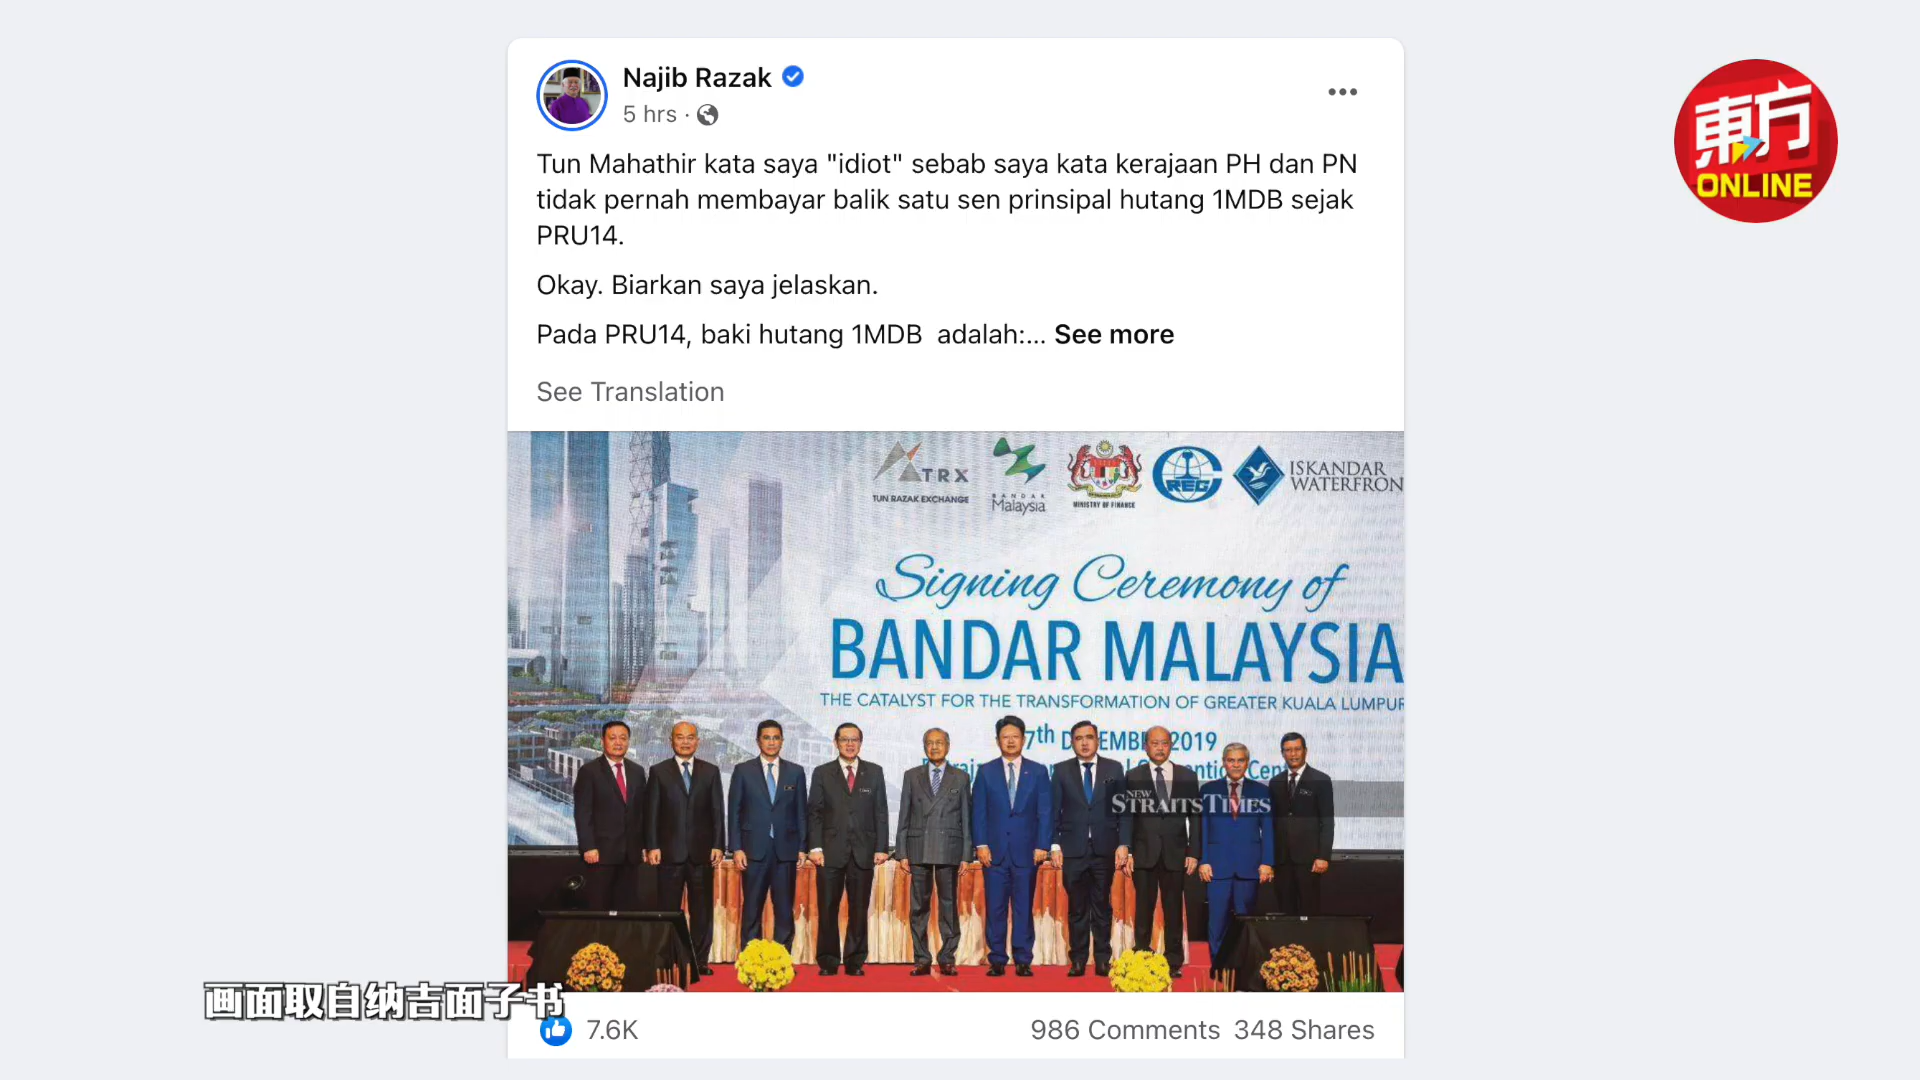 Najib Razak
5 hrs ·
東方
ONLINE
Tun Mahathir kata saya "idiot" sebab saya kata kerajaan PH dan PN
tidak pernah membayar balik satu sen prinsipal hutang 1MDB sejak
PRU14.
Okay. Biarkan saya jelaskan.
Pada PRU14, baki hutang 1MDB adalah:... See more
See Translation
TRX
TUN RAZAK EXCHANGE
BANDAR
Malaysia
MINISTRY OF FINANCE
CREC
ISKANDAR
WATERFRON
Signing Ceremony of
BANDAR MALAYSIA
THE CATALYST FOR THE TRANSFORMATION OF GREATER KUALA LUMPUR
2019
NEW
STRAITS TIMES
画面取自纳吉面子书
7.6K
986 Comments 348 Shares